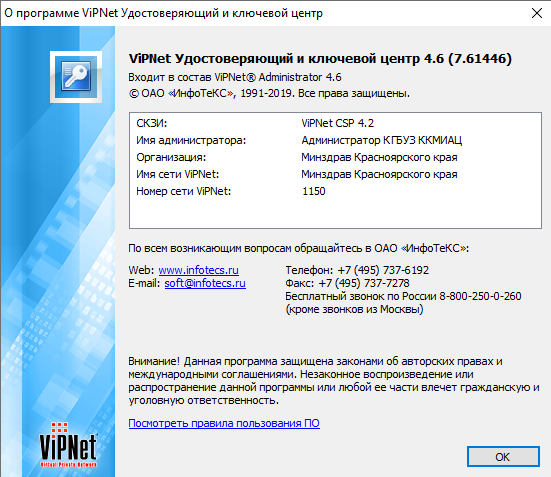 О программе ViPNet Удостоверяющий и ключевой центр
ViPNet Удостоверяющий и ключевой центр 4.6 (7.61446)
Входит в состав ViPNet® Administrator 4.6
© ОАО «ИнфоТеКС», 1991-2019. Все права защищены.
СКЗИ: ViPNet CSP 4.2
Имя администратора: Администратор КГБУЗ ККМИАЦ
Организация: Минздрав Красноярского края
Имя сети ViPNet: Минздрав Красноярского края
Номер сети ViPNet: 1150
По всем возникающим вопросам обращайтесь в ОАО «ИнфоТеКС»:
Web: www.infotecs.ru Телефон: +7 (495) 737-6192
E-mail: soft@infotecs.ru Факс: +7 (495) 737-7278
Бесплатный звонок по России 8-800-250-0-260
(кроме звонков из Москвы)
Внимание! Данная программа защищена законами об авторских правах и
международными соглашениями. Незаконное воспроизведение или
распространение данной программы или любой ее части влечет гражданскую и
уголовную ответственность.
Посмотреть правила пользования ПО
ViPNet
Virtual Private Network
ОК